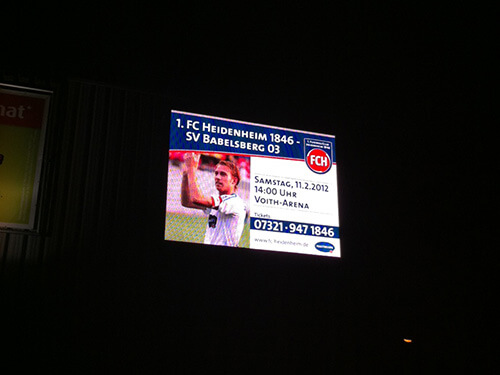 nat
1. FC HEIDENHEIM 1846 -
SV BABELSBERG 03
FCH
SAMSTAG, 11.2.2012
14:00 UHR
VOITH-ARENA
Tickets
07321 - 947 1846
www.fc-heidenheim.de